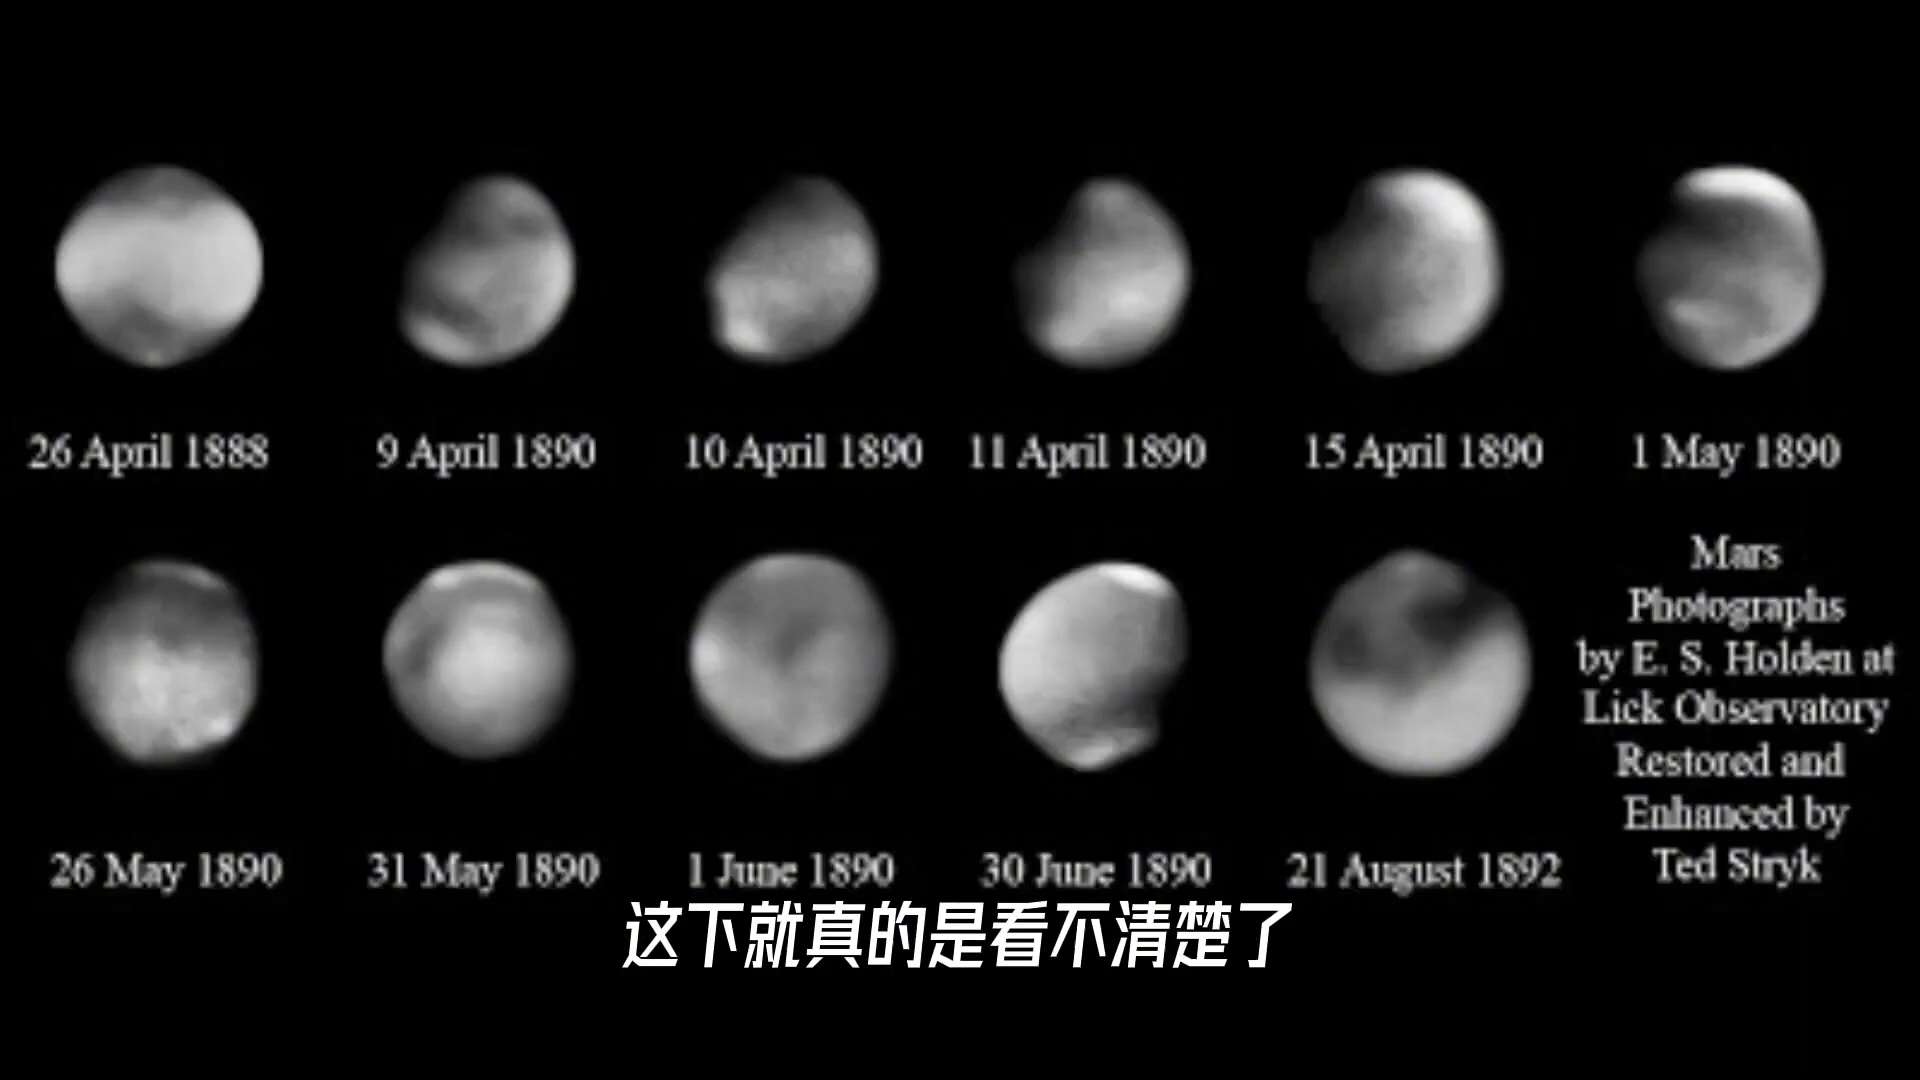 26 April 1888
9 April 1890
10 April 1890
11 April 1890
15 April 1890
1 May 1890
26 May 1890
31 May 1890
1 June 1890
30 June 1890
21 August 1892
Mars
Photographs
by E. S. Holden at
Lick Observatory
Restored and
Enhanced by
Ted Stryk
这下就真的是看不清楚了